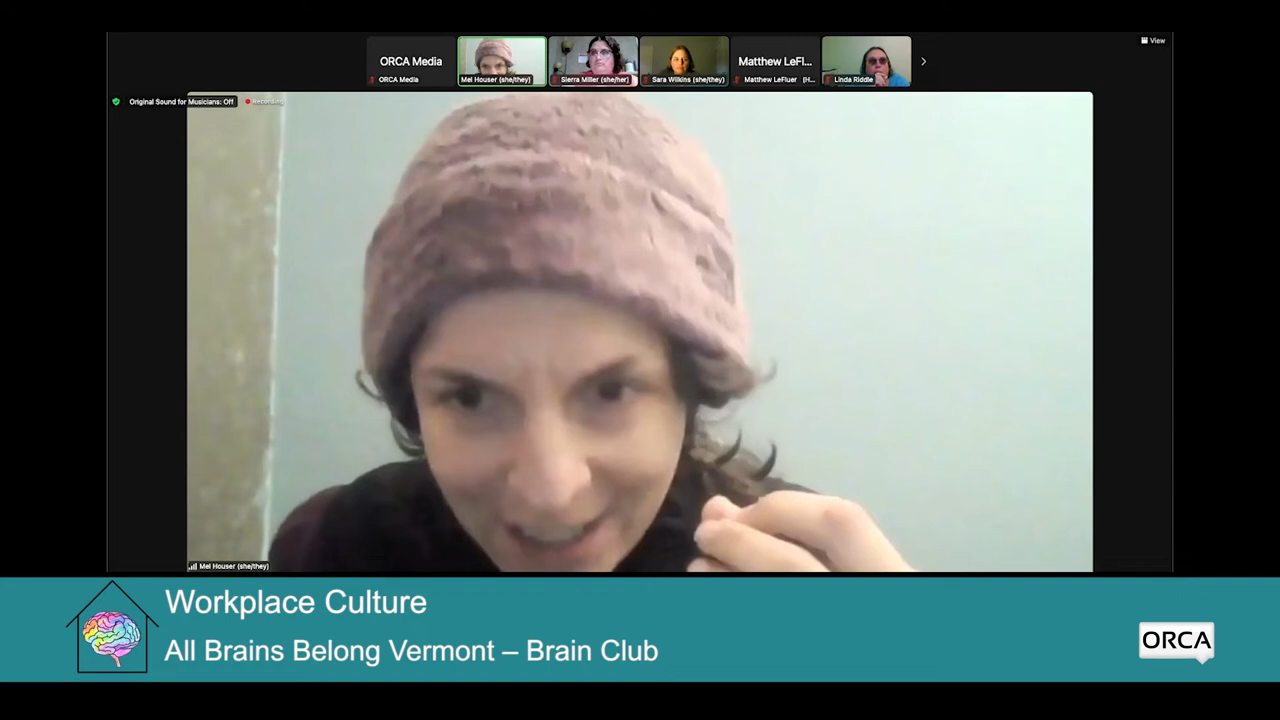 View
ORCA Media
ORCA Media
Mel Houser (she/they)
Sierra Miller (she/her)
Sara Wilkins (she/they)
Matthew LeFl...
Matthew LeFluer (H...
Linda Riddle
Original Sound for Musicians: Off
Recording
Mel Houser (she/they)
Workplace Culture
All Brains Belong Vermont – Brain Club
ORCA